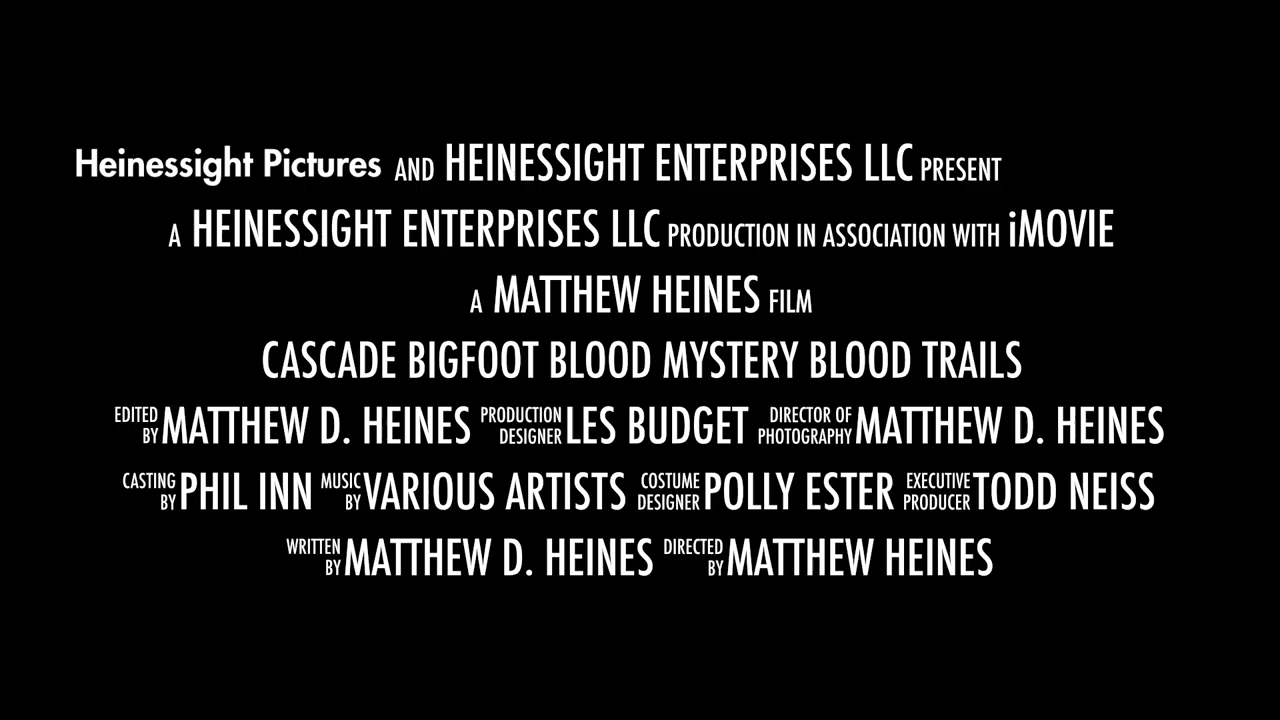 Heinessight Pictures AND HEINESSIGHT ENTERPRISES LLC PRESENT
A HEINESSIGHT ENTERPRISES LLC PRODUCTION IN ASSOCIATION WITH iMOVIE
A MATTHEW HEINES FILM
CASCADE BIGFOOT BLOOD MYSTERY BLOOD TRAILS
EDITED BY MATTHEW D. HEINES PRODUCTION DESIGNER LES BUDGET DIRECTOR OF PHOTOGRAPHY MATTHEW D. HEINES
CASTING BY PHIL INN MUSIC BY VARIOUS ARTISTS COSTUME DESIGNER POLLY ESTER EXECUTIVE PRODUCER TODD NEISS
WRITTEN BY MATTHEW D. HEINES DIRECTED BY MATTHEW HEINES